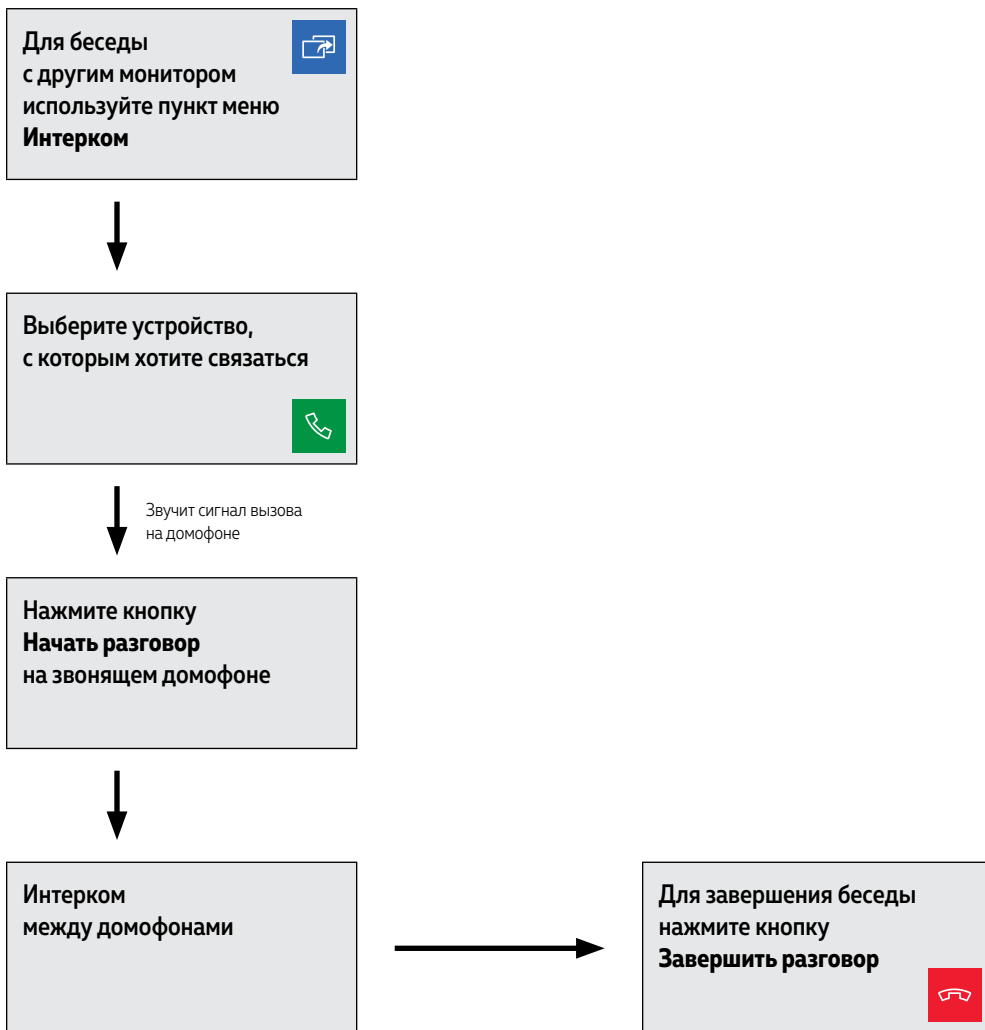 Для беседы
с другим монитором
используйте пункт меню
Интерком
Выберите устройство,
с которым хотите связаться
Звучит сигнал вызова
на домофоне
Нажмите кнопку
Начать разговор
на звонящем домофоне
Интерком
между домофонами
Для завершения беседы
нажмите кнопку
Завершить разговор